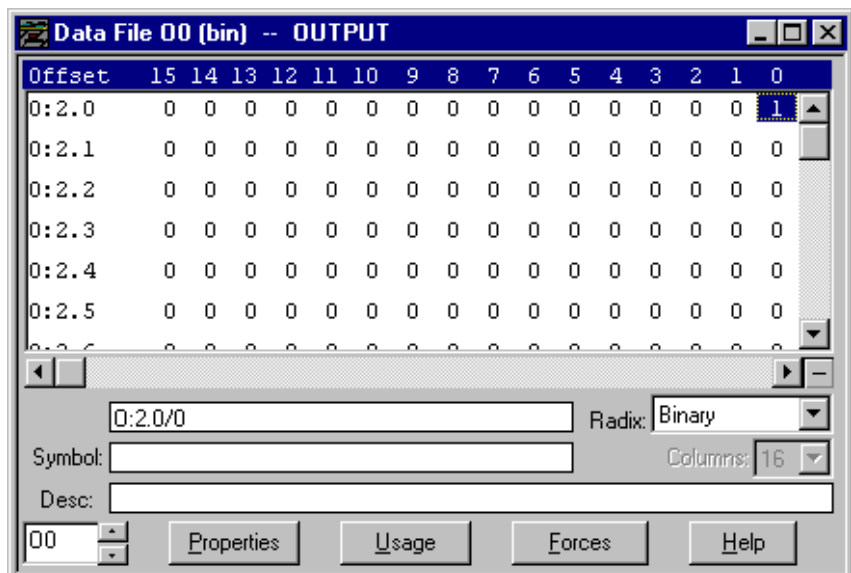 Data File O0 (bin) -- OUTPUT
Offset 15 14 13 12 11 10 9 8 7 6 5 4 3 2 1 0
O:2.0 0 0 0 0 0 0 0 0 0 0 0 0 0 0 0 1
O:2.1 0 0 0 0 0 0 0 0 0 0 0 0 0 0 0 0
O:2.2 0 0 0 0 0 0 0 0 0 0 0 0 0 0 0 0
O:2.3 0 0 0 0 0 0 0 0 0 0 0 0 0 0 0 0
O:2.4 0 0 0 0 0 0 0 0 0 0 0 0 0 0 0 0
O:2.5 0 0 0 0 0 0 0 0 0 0 0 0 0 0 0 0
O:2.0/0 Radix: Binary
Symbol: Columns: 16
Desc:
O0 Properties Usage Forces Help